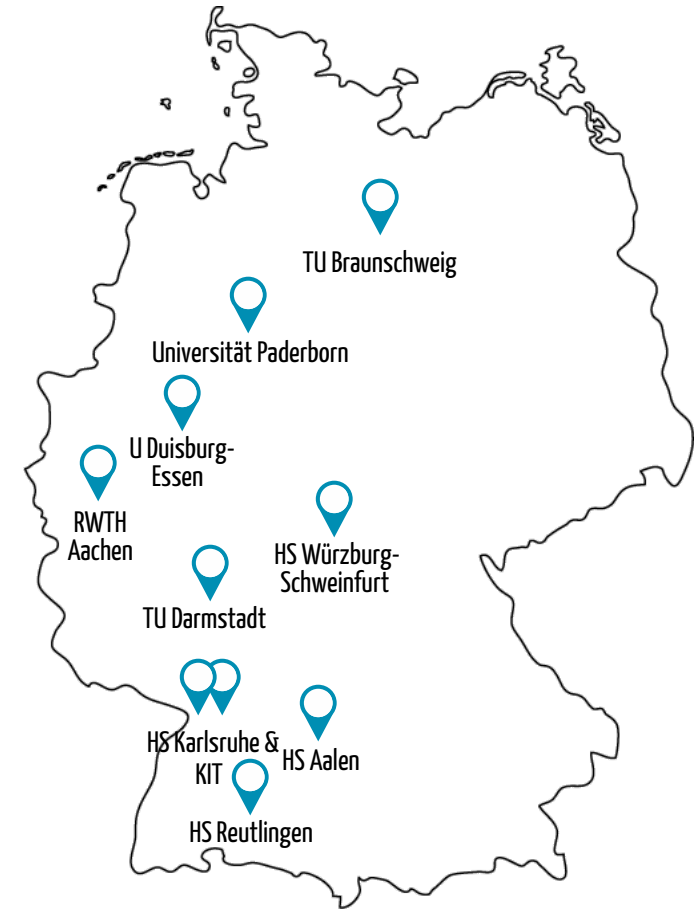 TU Braunschweig
Universität Paderborn
U Duisburg-
Essen
RWTH
Aachen
HS Würzburg-
Schweinfurt
TU Darmstadt
HS Karlsruhe &
KIT
HS Aalen
HS Reutlingen